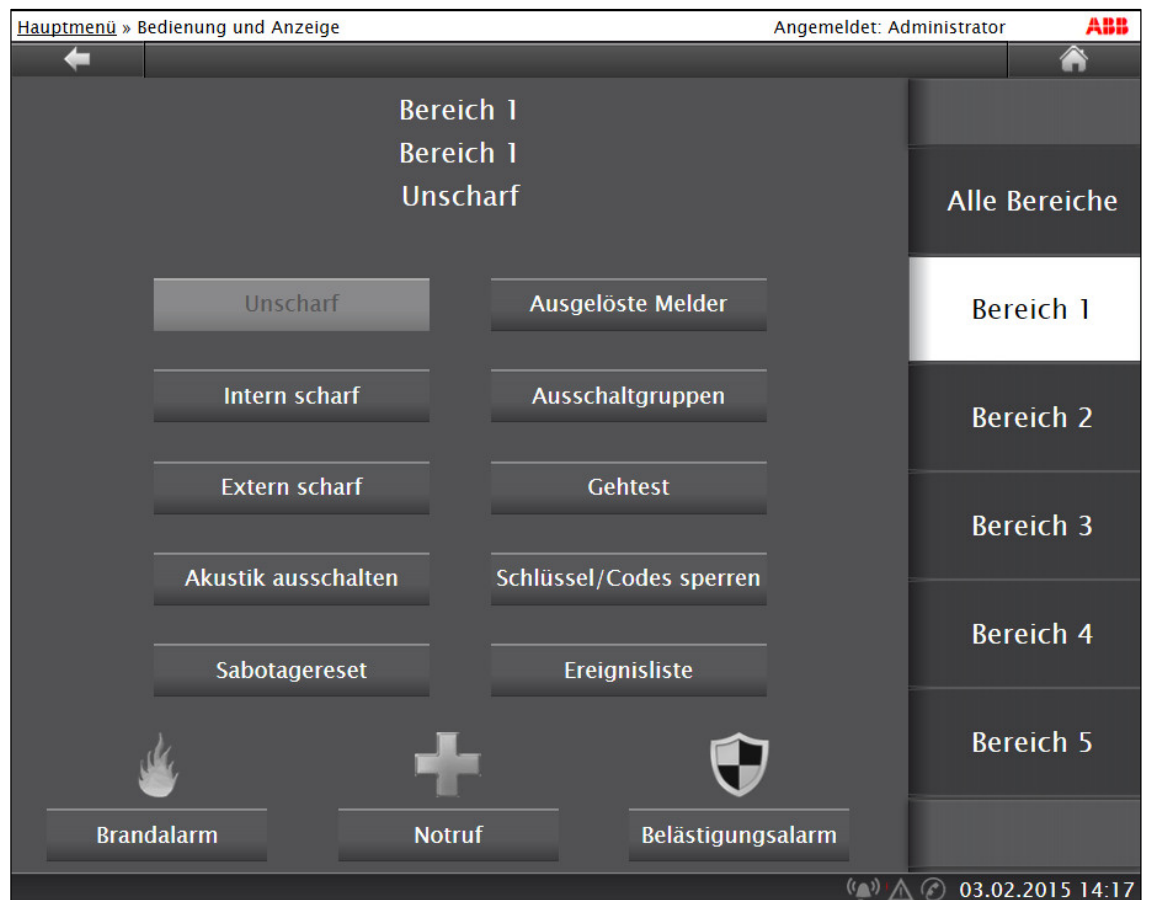 Hauptmenü » Bedienung und Anzeige Angemeldet: Administrator ABB
Bereich 1
Bereich 1
Unscharf
Unscharf Ausgelöste Melder
Intern scharf Ausschaltgruppen
Extern scharf Gehtest
Akustik ausschalten Schlüssel/Codes sperren
Sabotagereset Ereignisliste
Brandalarm Notruf Belästigungsalarm
Alle Bereiche
Bereich 1
Bereich 2
Bereich 3
Bereich 4
Bereich 5
03.02.2015 14:17